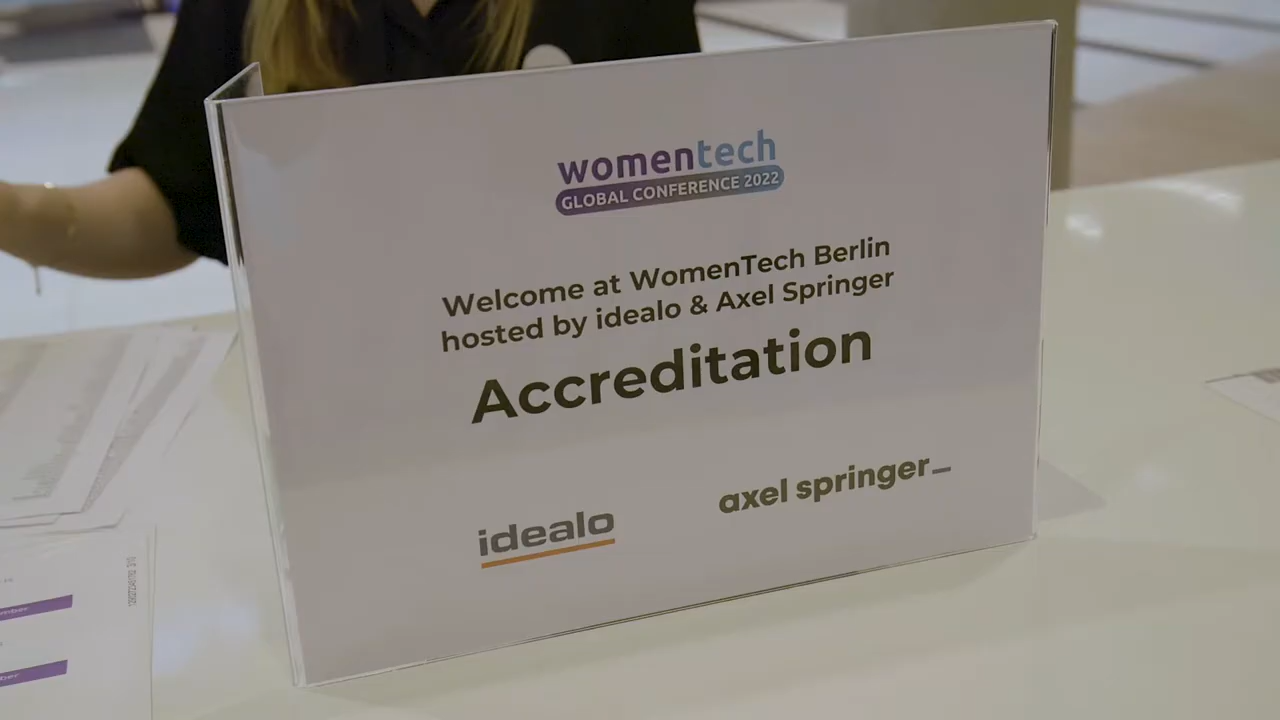 womentech
GLOBAL CONFERENCE 2022
Welcome at WomenTech Berlin
hosted by idealo & Axel Springer
Accreditation
idealo
axel springer_